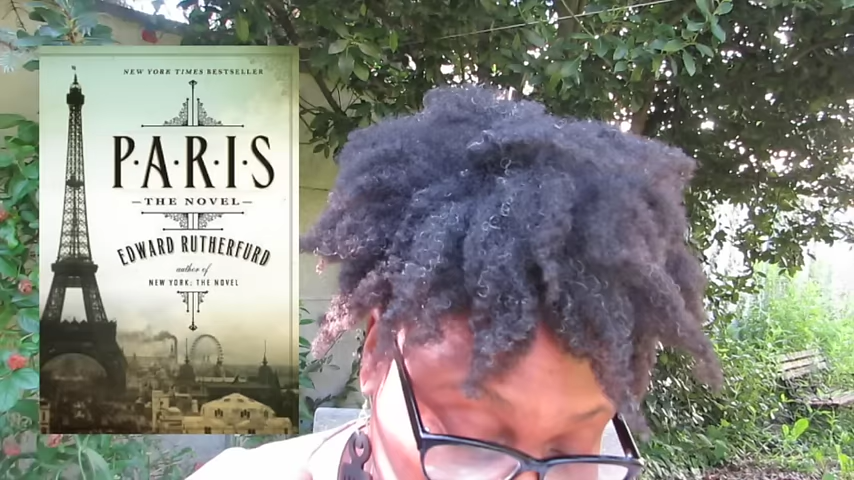 NEW YORK TIMES BESTSELLER
P·A·R·I·S
THE NOVEL
EDWARD RUTHERFURD
author of
NEW YORK: THE NOVEL